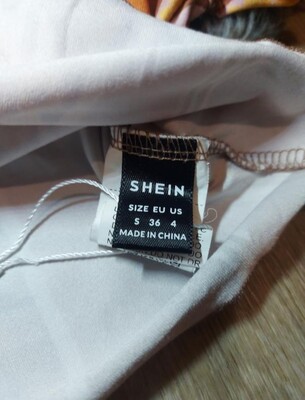 SHEIN
SIZE EU US
S 36 4
MADE IN CHINA